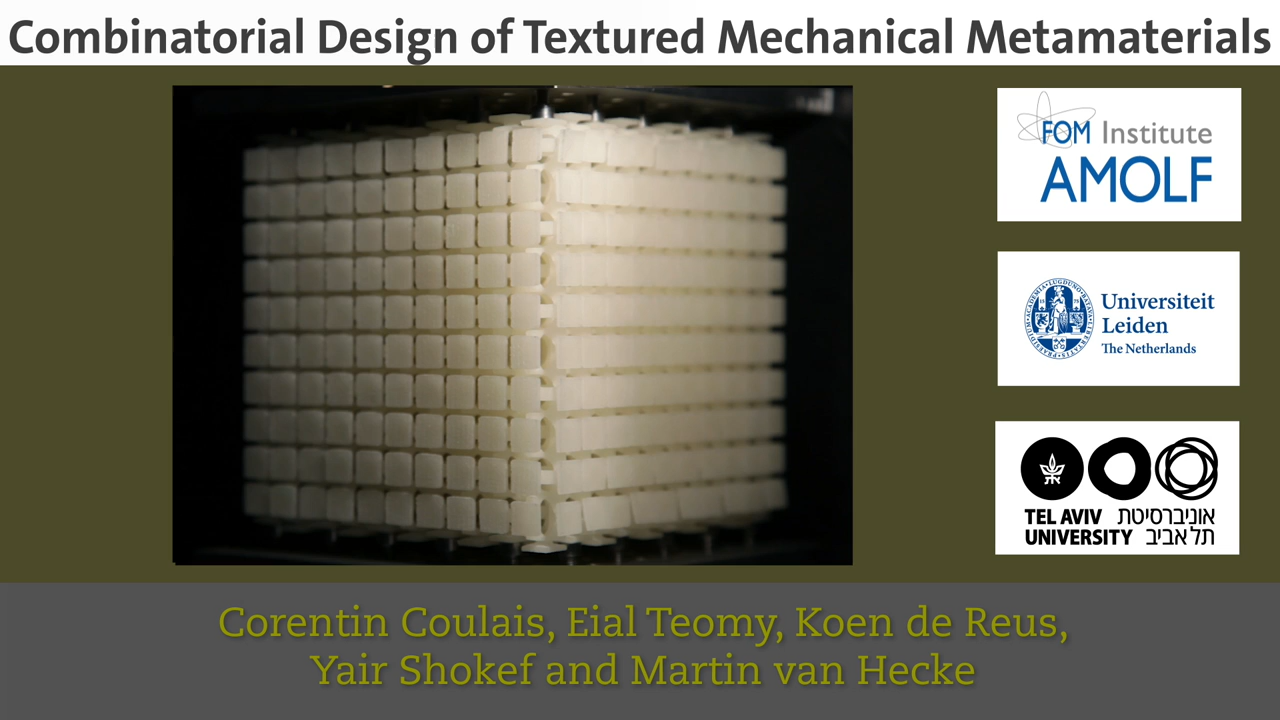 Combinatorial Design of Textured Mechanical Metamaterials
FOM Institute
AMOLF
Universiteit
Leiden
The Netherlands
TEL AVIV אוניברסיטת
UNIVERSITY תל אביב
Corentin Coulais, Eial Teomy, Koen de Reus,
Yair Shokef and Martin van Hecke